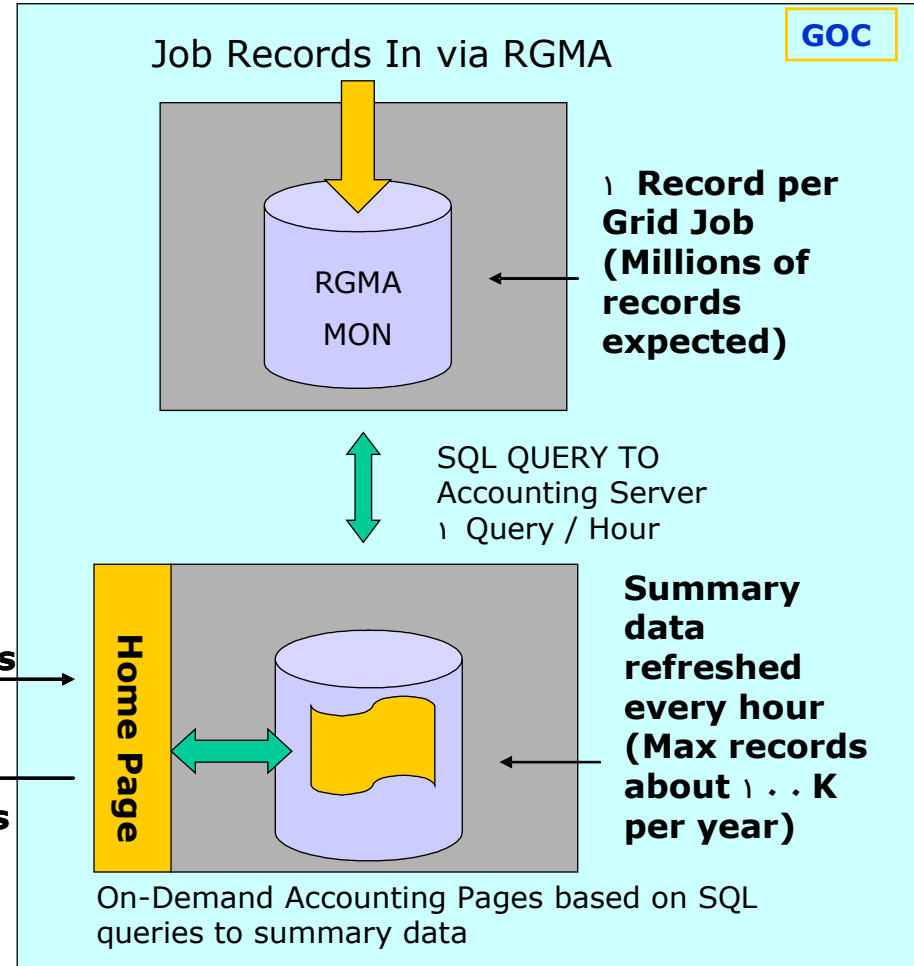 GOC
Job Records In via RGMA
RGMA
MON
١ Record per
Grid Job
(Millions of
records
expected)
SQL QUERY TO
Accounting Server
١ Query / Hour
Home Page
Summary
data
refreshed
every hour
(Max records
about ١٠٠K
per year)
s
s
On-Demand Accounting Pages based on SQL
queries to summary data